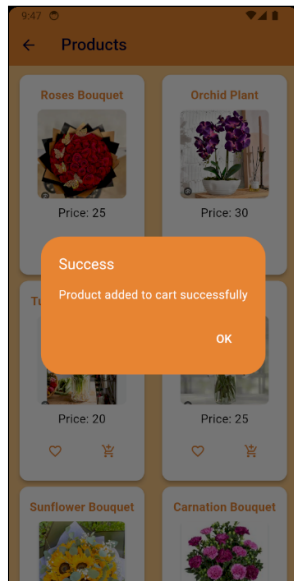 9:47
Products
Roses Bouquet
Orchid Plant
Price: 25
Price: 30
Success
Product added to cart successfully
OK
Price: 20
Price: 25
Sunflower Bouquet
Carnation Bouquet